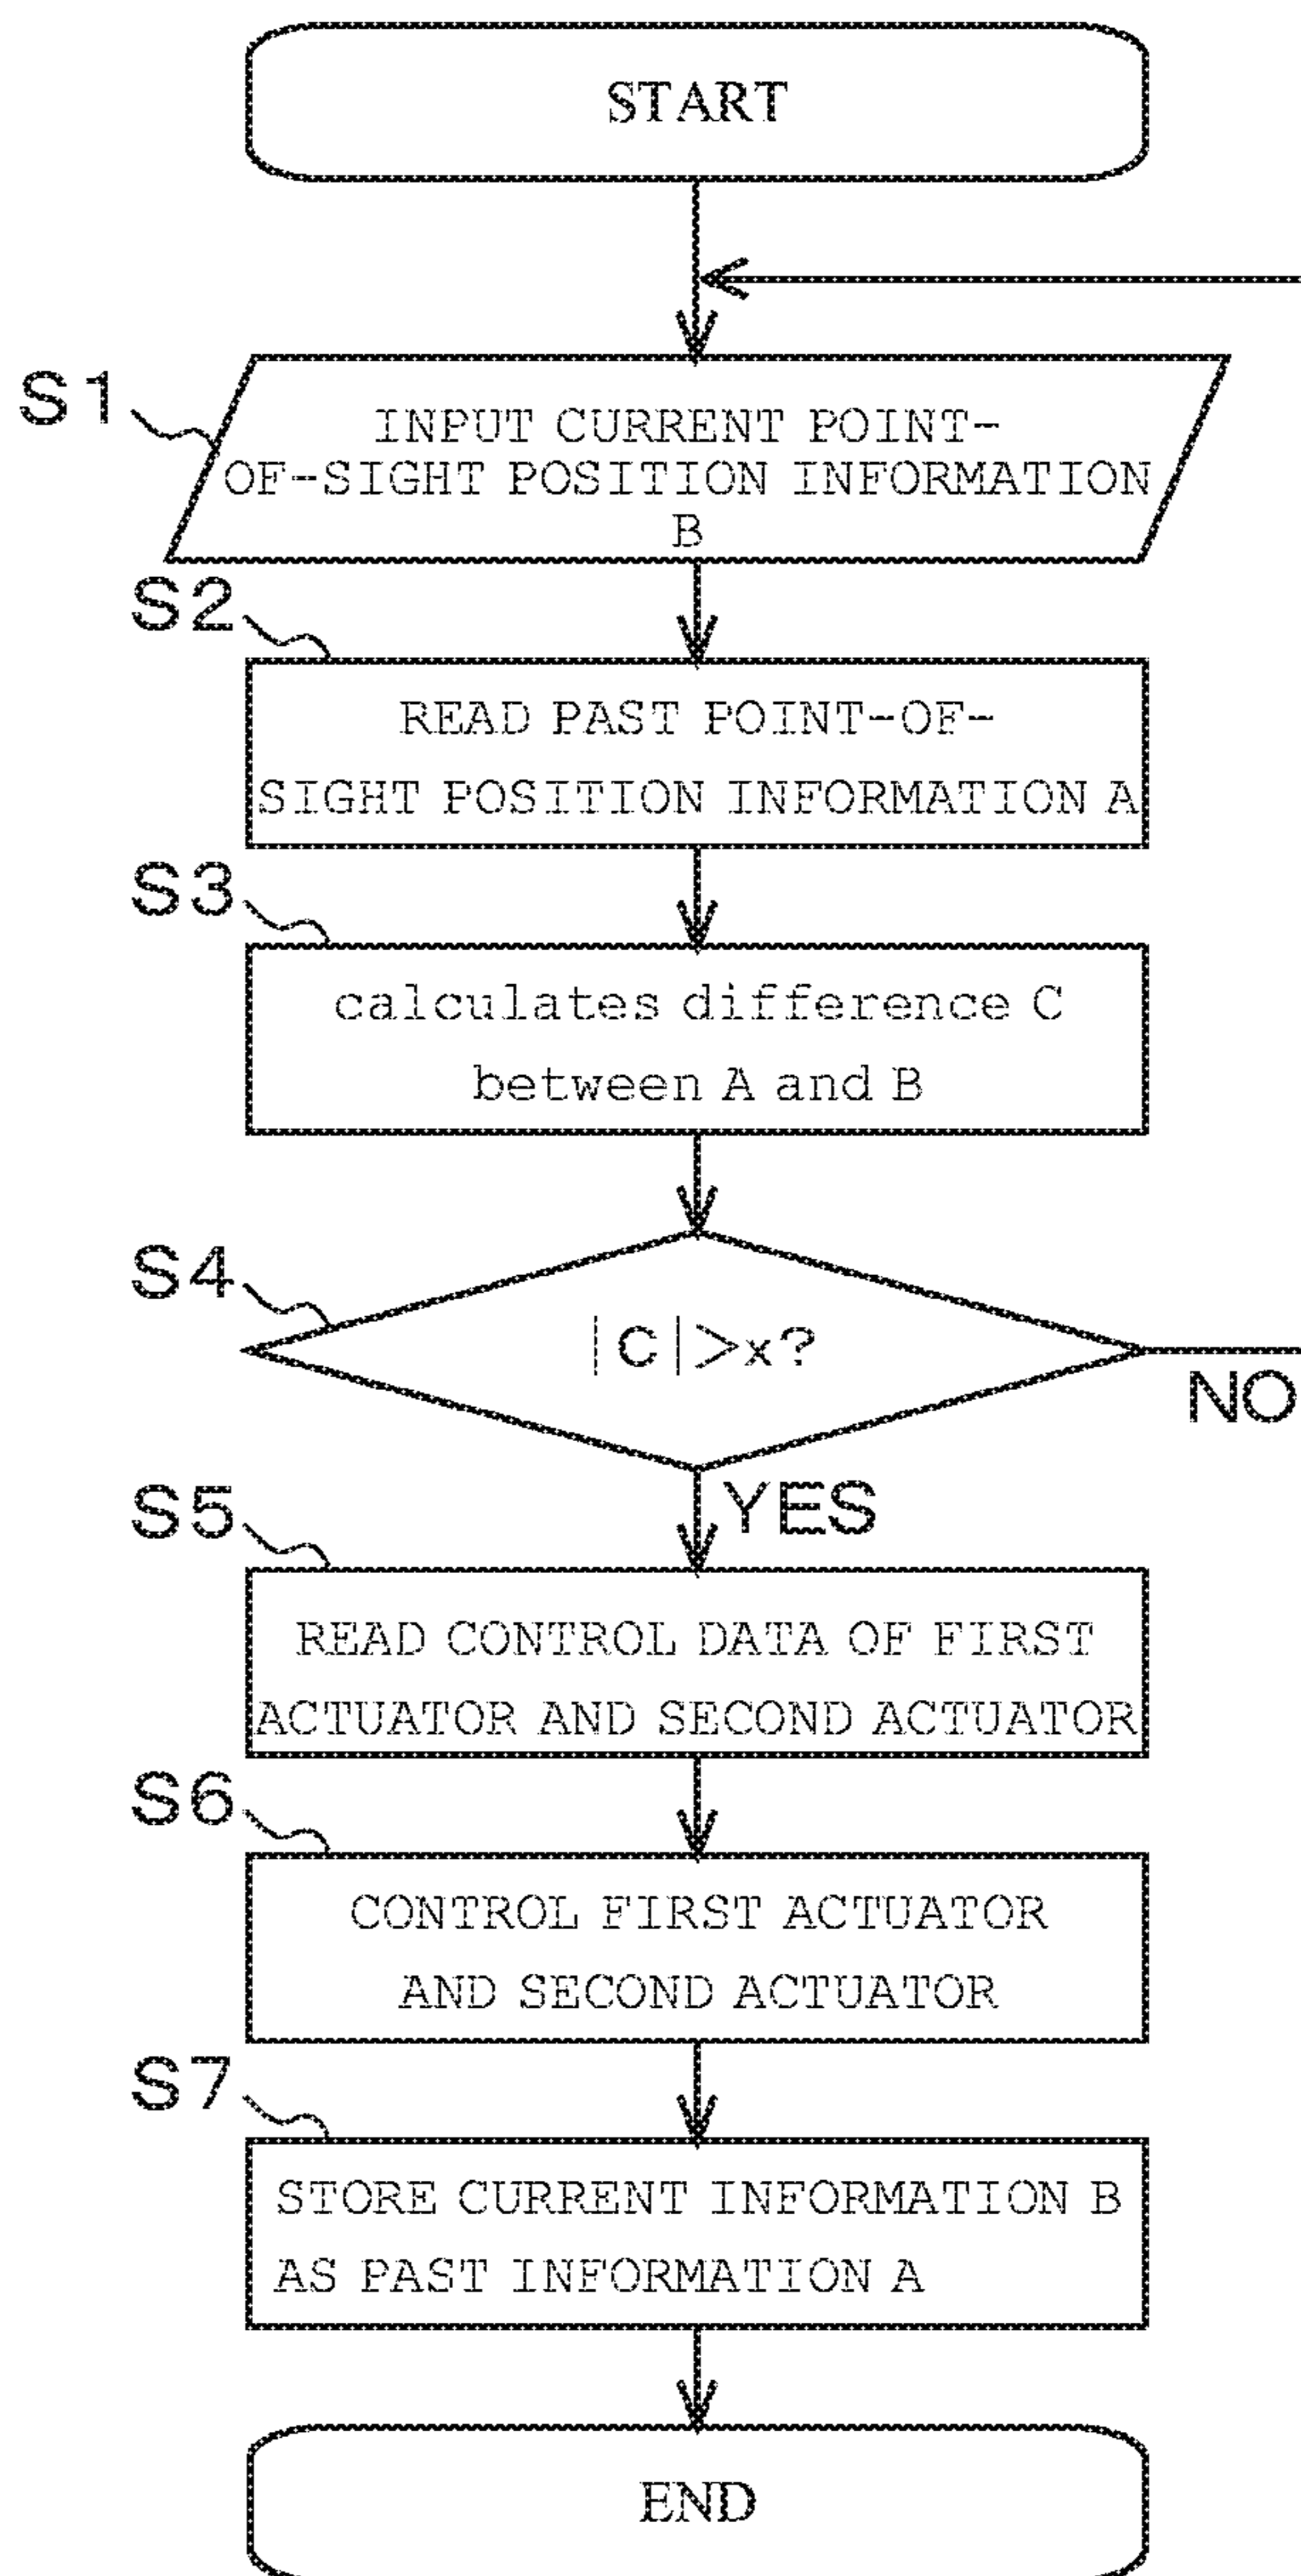 START
S1
INPUT CURRENT POINT-
OF-SIGHT POSITION INFORMATION
B
S2
READ PAST POINT-OF-
SIGHT POSITION INFORMATION A
S3
calculates difference C
between A and B
S4
|C|>x?
NO
YES
S5
READ CONTROL DATA OF FIRST
ACTUATOR AND SECOND ACTUATOR
S6
CONTROL FIRST ACTUATOR
AND SECOND ACTUATOR
S7
STORE CURRENT INFORMATION B
AS PAST INFORMATION A
END